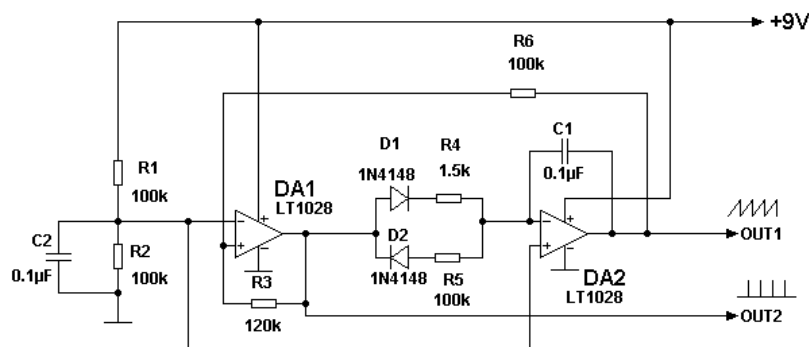 +9V
R6
100k
D1
R4
C1
1N4148
1.5k
0.1µF
R1
100k
DA1
LT1028
-
+
+
-
-
+
+
-
C2
0.1µF
R2
100k
D2
1N4148
R5
100k
R3
120k
DA2
LT1028
OUT1
OUT2